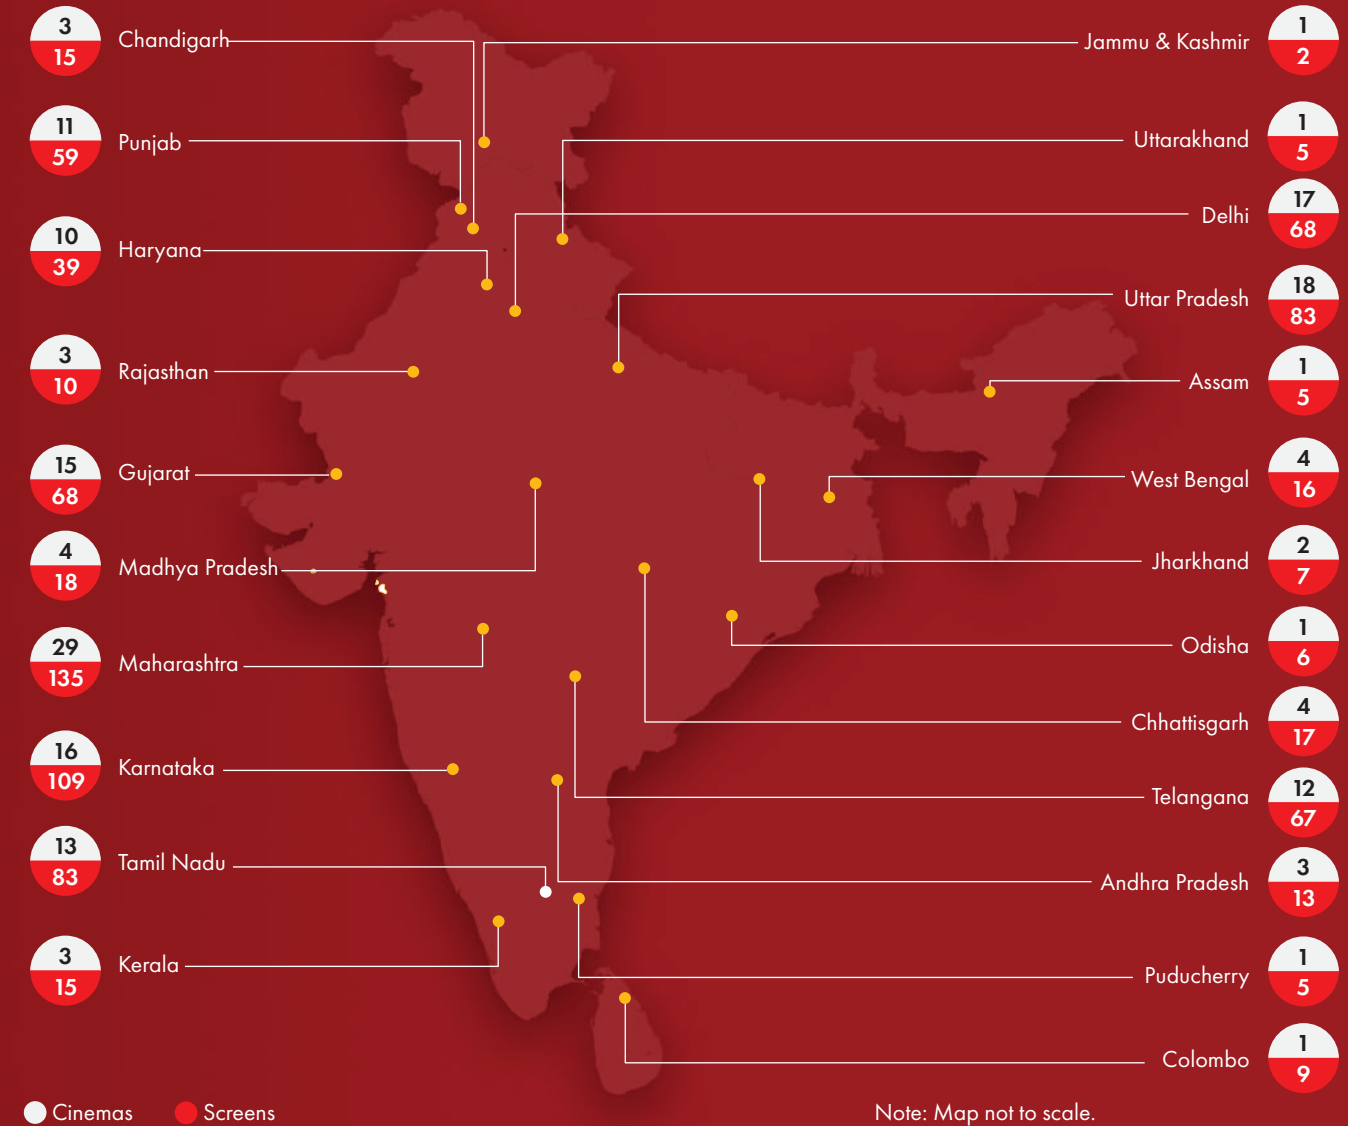 3
15
Chandigarh
11
59
Punjab
10
39
Haryana
3
10
Rajasthan
15
68
Gujarat
4
18
Madhya Pradesh
29
135
Maharashtra
16
109
Karnataka
13
83
Tamil Nadu
3
15
Kerala
Jammu & Kashmir
1
2
Uttarakhand
1
5
Delhi
17
68
Uttar Pradesh
18
83
Assam
1
5
West Bengal
4
16
Jharkhand
2
7
Odisha
1
6
Chhattisgarh
4
17
Telangana
12
67
Andhra Pradesh
3
13
Puducherry
1
5
Colombo
1
9
Cinemas
Screens
Note: Map not to scale.